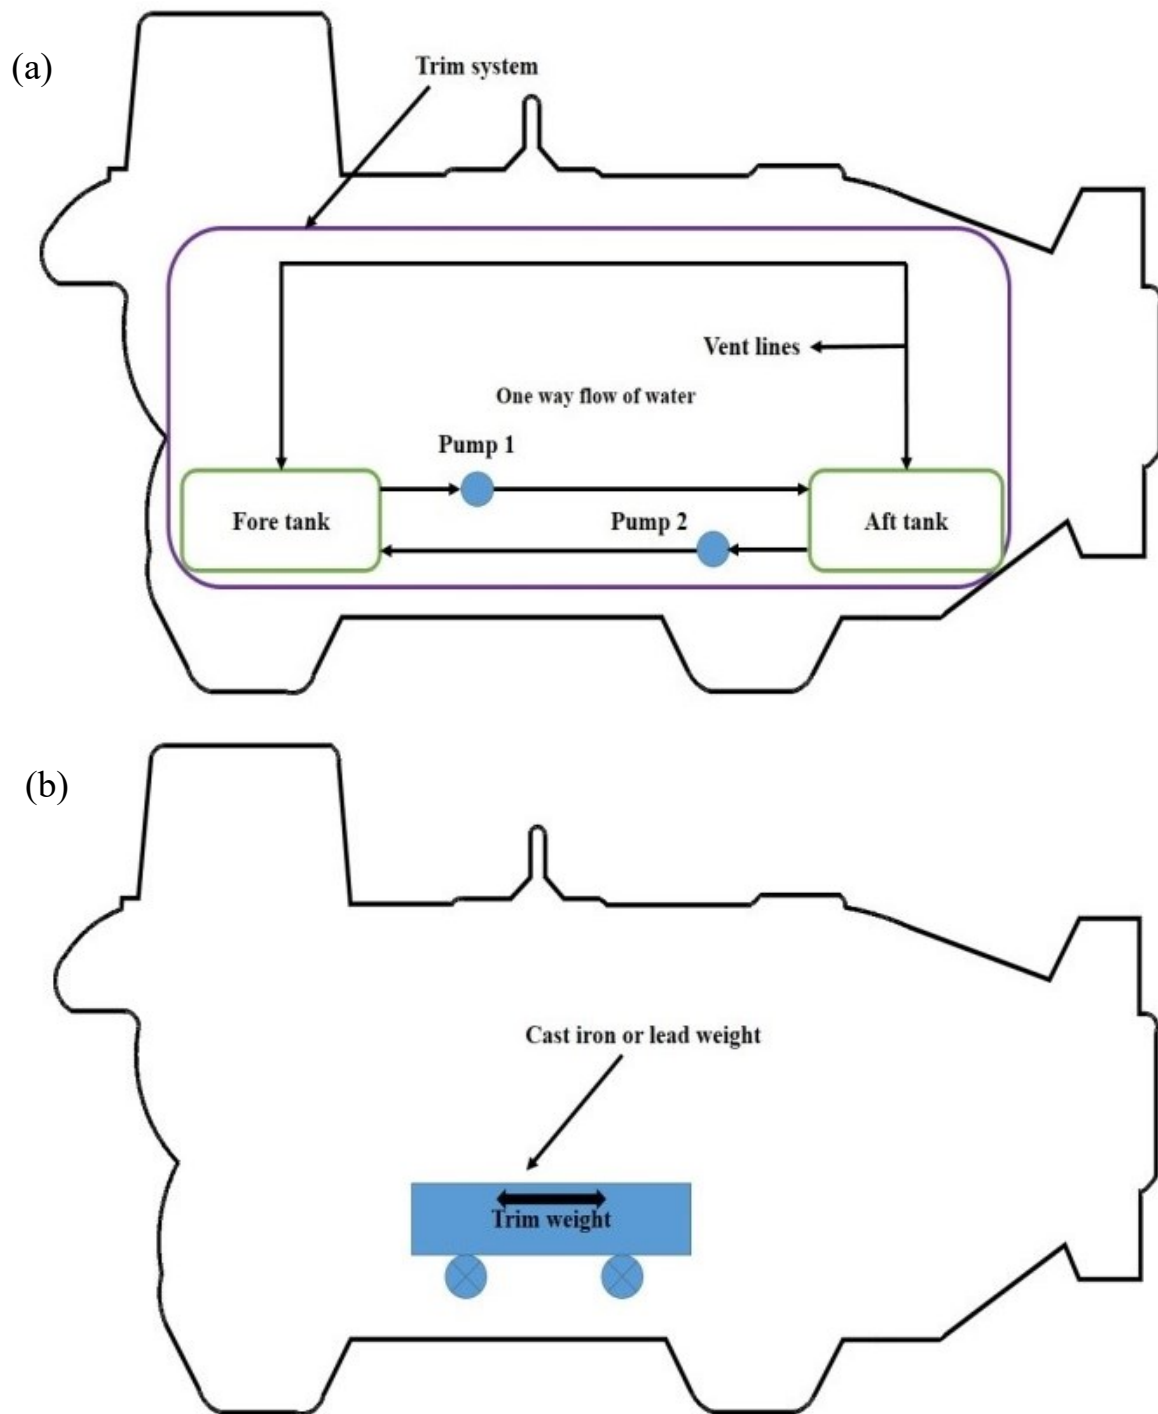 (a)
Trim system
Vent lines
One way flow of water
Pump 1
Fore tank
Pump 2
Aft tank
(b)
Cast iron or lead weight
Trim weight